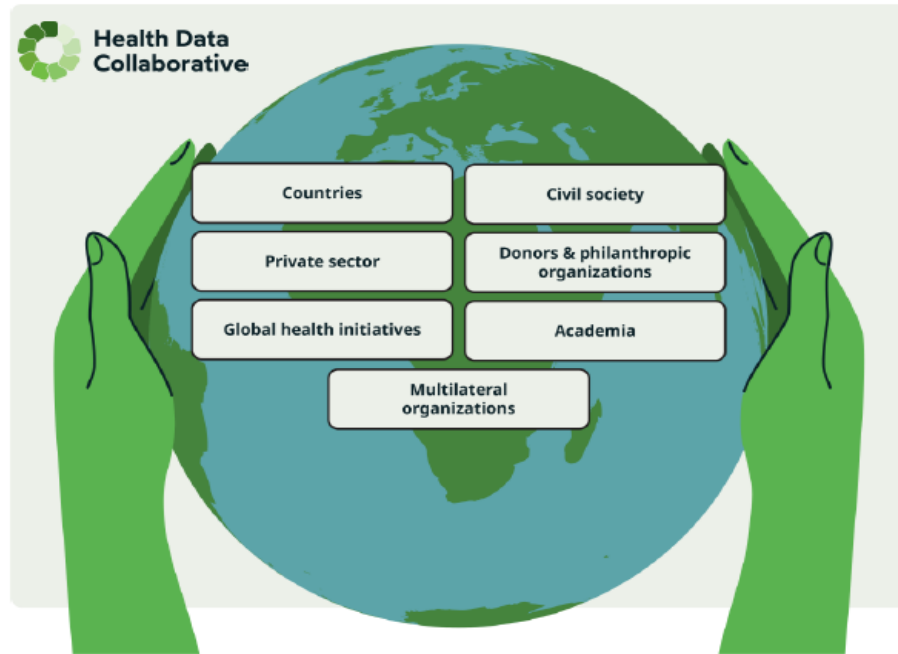 Health Data
Collaborative
Countries
Civil society
Private sector
Donors & philanthropic
organizations
Global health initiatives
Academia
Multilateral
organizations